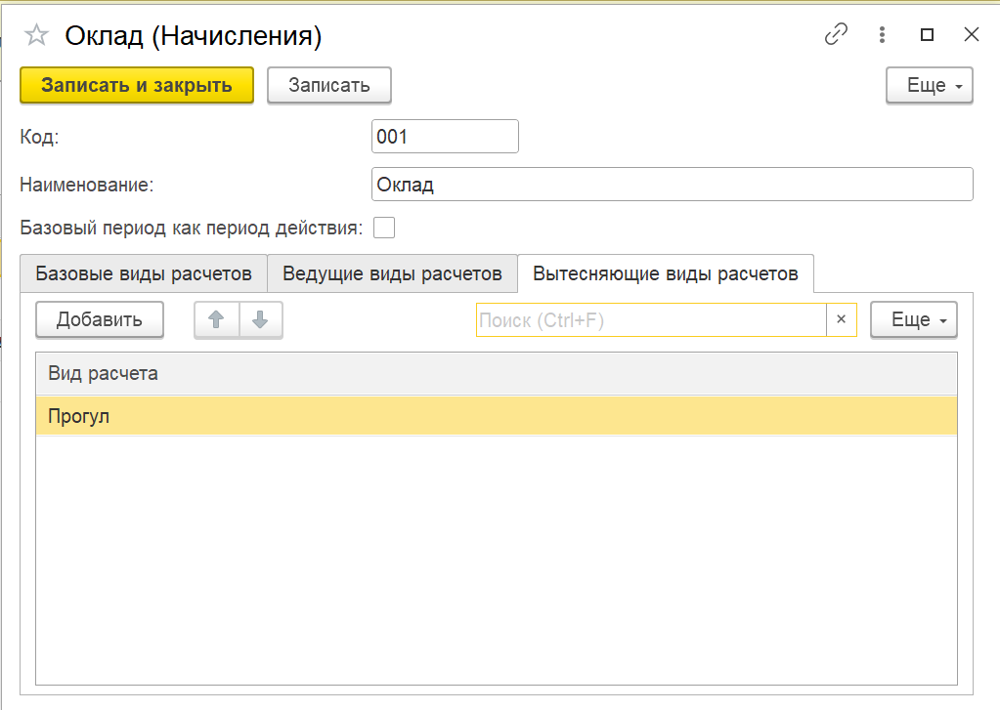 Оклад (Начисления)
Записать и закрыть
Записать
Еще
Код:
001
Наименование:
Оклад
Базовый период как период действия:
Базовые виды расчетов
Ведущие виды расчетов
Вытесняющие виды расчетов
Добавить
Поиск (Ctrl+F)
×
Еще
Вид расчета
Прогул